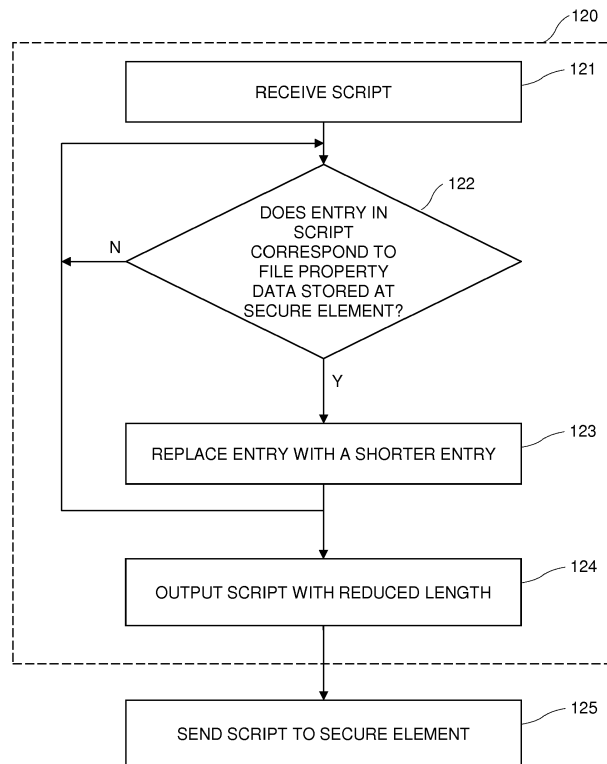 120
121
RECEIVE SCRIPT
122
DOES ENTRY IN
SCRIPT
CORRESPOND TO
FILE PROPERTY
DATA STORED AT
SECURE ELEMENT?
N
Y
123
REPLACE ENTRY WITH A SHORTER ENTRY
124
OUTPUT SCRIPT WITH REDUCED LENGTH
125
SEND SCRIPT TO SECURE ELEMENT